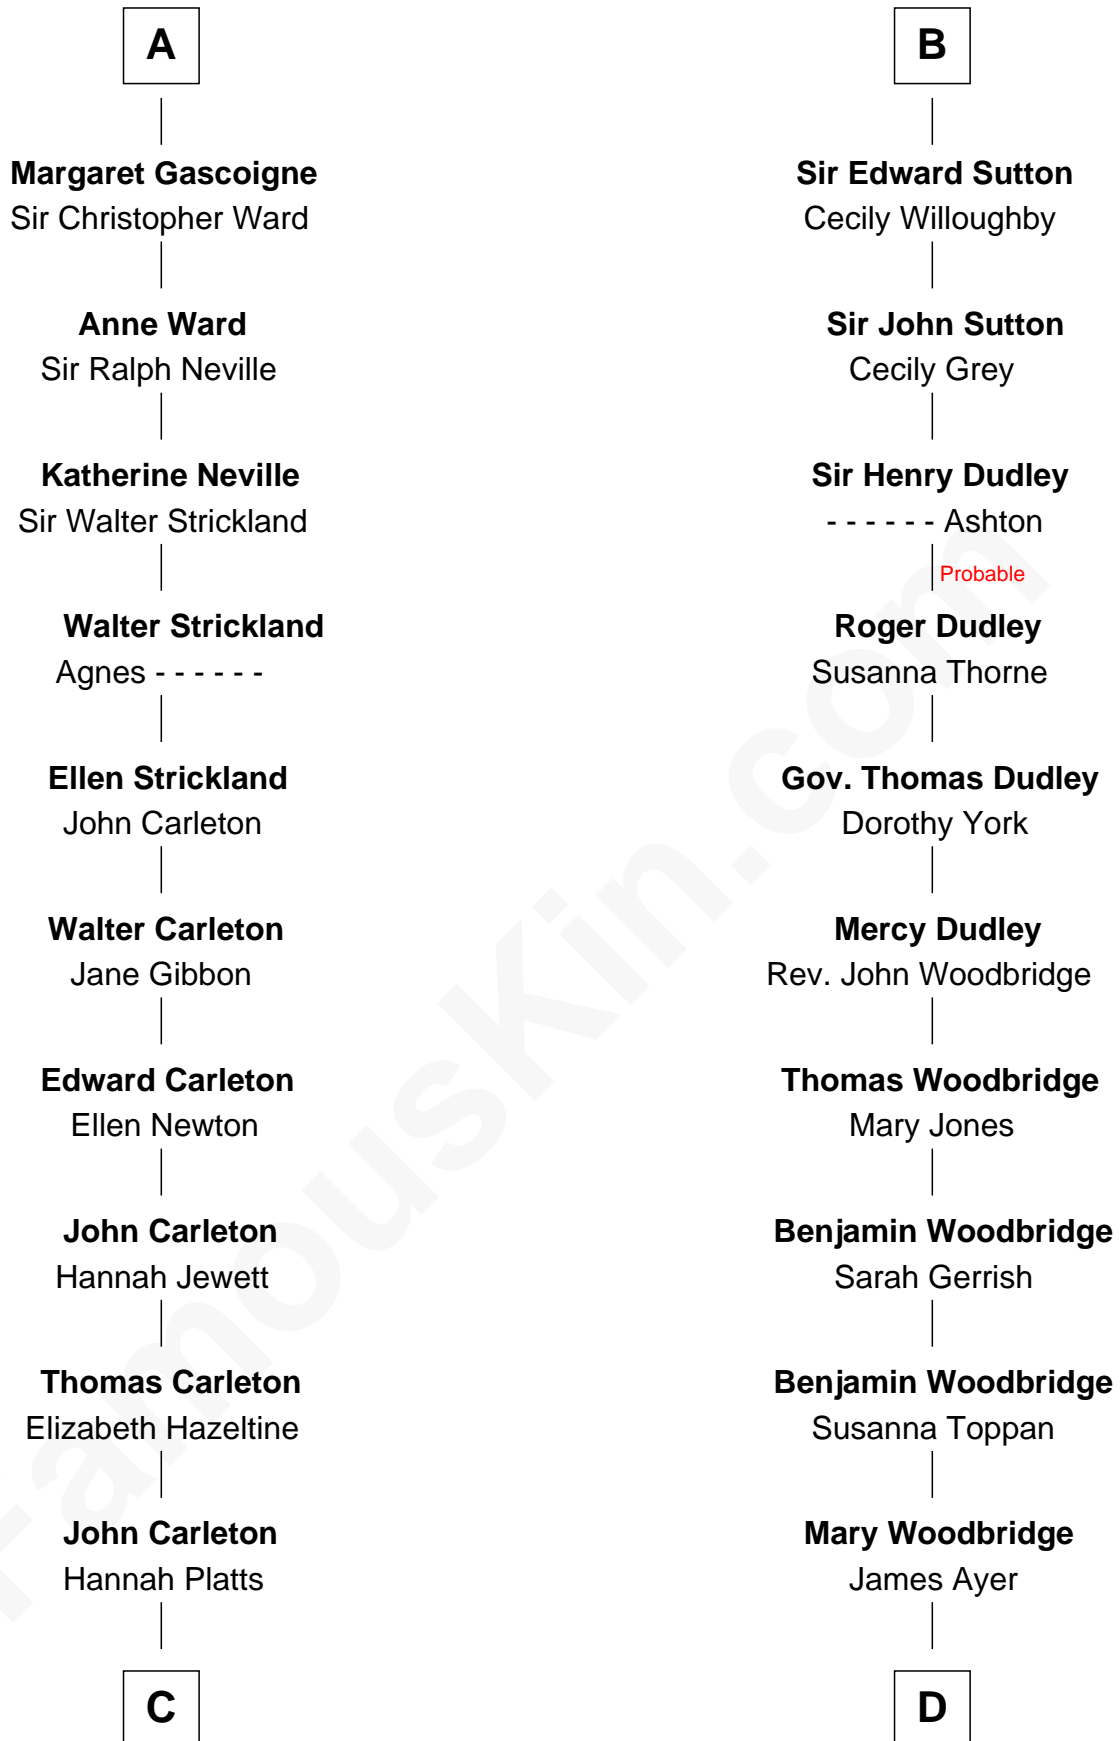 A
Margaret Gascoigne
Sir Christopher Ward
Anne Ward
Sir Ralph Neville
Katherine Neville
Sir Walter Strickland
Walter Strickland
Agnes - - - - - -
Ellen Strickland
John Carleton
Walter Carleton
Jane Gibbon
Edward Carleton
Ellen Newton
John Carleton
Hannah Jewett
Thomas Carleton
Elizabeth Hazeltine
John Carleton
Hannah Platts
C
B
Sir Edward Sutton
Cecily Willoughby
Sir John Sutton
Cecily Grey
Sir Henry Dudley
- - - - - - Ashton
Probable
Roger Dudley
Susanna Thorne
Gov. Thomas Dudley
Dorothy York
Mercy Dudley
Rev. John Woodbridge
Thomas Woodbridge
Mary Jones
Benjamin Woodbridge
Sarah Gerrish
Benjamin Woodbridge
Susanna Toppan
Mary Woodbridge
James Ayer
D
FamousKin.com